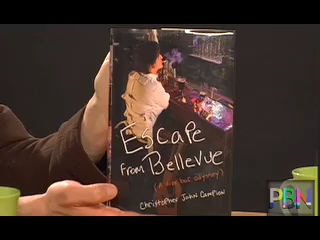 Escape
from Bellevue
(A Dive Bar Odyssey)
Christopher John Campion
PBN